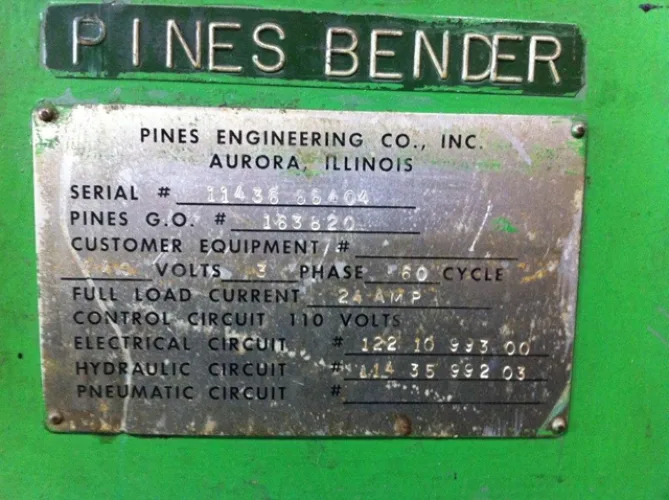 PINES BENDER
PINES ENGINEERING CO., INC.
AURORA, ILLINOIS
SERIAL #
PINES G.O. # 163820
CUSTOMER EQUIPMENT #
VOLTS 3 PHASE 60 CYCLE
FULL LOAD CURRENT 24 AMP
CONTROL CIRCUIT 110 VOLTS
ELECTRICAL CIRCUIT # 122 10 993 00
HYDRAULIC CIRCUIT # 114 35 992 03
PNEUMATIC CIRCUIT #